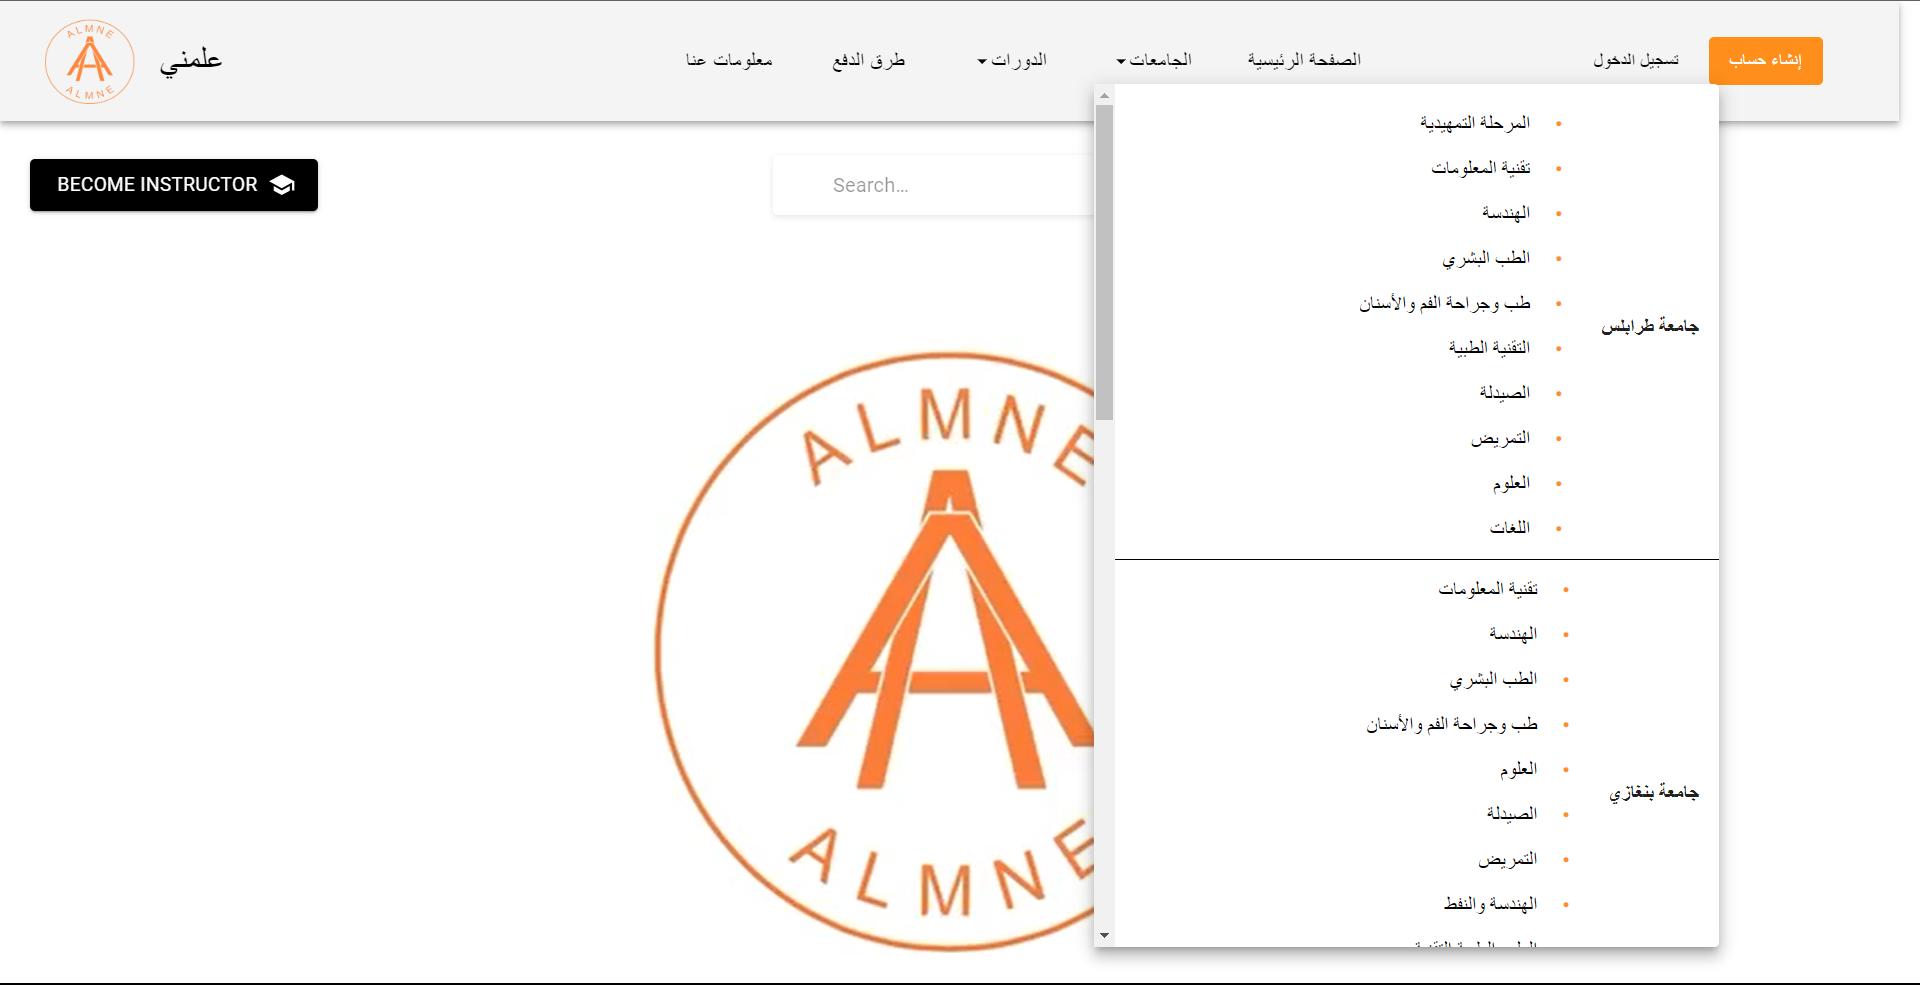 إنشاء حساب
تسجيل الدخول
الصفحة الرئيسية
الجامعات
الدورات
طرق الدفع
معلومات عنا
علمني
ALMNE
ALMNE
BECOME INSTRUCTOR
Search...
ALMNE
ALMNE
جامعة طرابلس
المرحلة التمهيدية
تقنية المعلومات
الهندسة
الطب البشري
طب وجراحة الفم والأسنان
التقنية الطبية
الصيدلة
التمريض
العلوم
اللغات
جامعة بنغازي
تقنية المعلومات
الهندسة
الطب البشري
طب وجراحة الفم والأسنان
العلوم
الصيدلة
التمريض
الهندسة والنفط